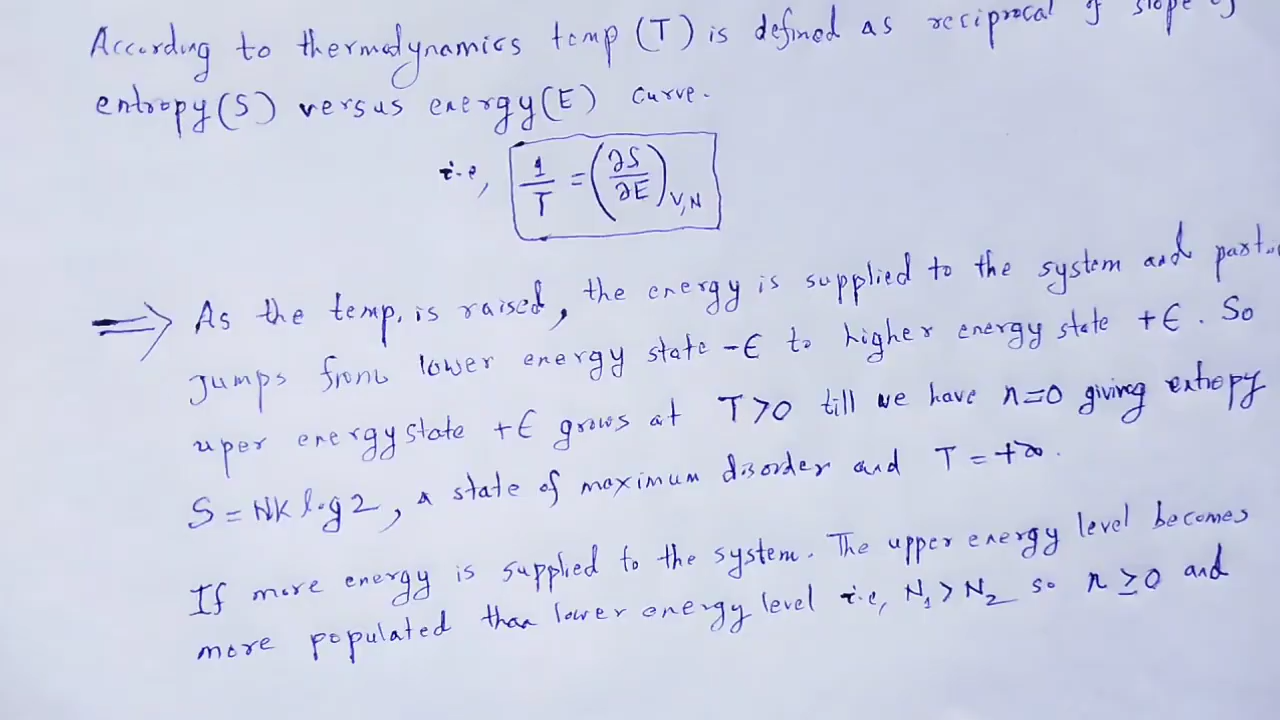 According to thermodynamics temp (T) is defined as reciprocal of slope of
entropy(S) versus energy(E) curve.
i.e, 1/T = (∂S/∂E)V,N
⇒ As the temp. is raised, the energy is supplied to the system and
Jumps from lower energy state -ϵ to higher energy state +ϵ. So
uper energy state +ϵ grows at T>0 till we have n=0 giving entropy
S = Nk log2, a state of maximum disorder and T = +∞.
If more energy is supplied to the system. The upper energy level becomes
more populated than lower energy level i.e, N₁ > N₂ so n ≥ 0 and